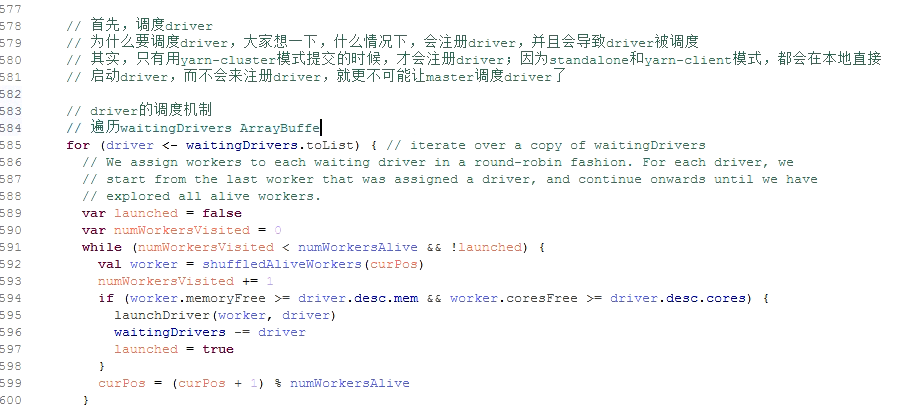 577
578 // 首先，调度driver
579 // 为什么要调度driver，大家想一下，什么情况下，会注册driver，并且会导致driver被调度
580 // 其实，只有用yarn-cluster模式提交的时候，才会注册driver；因为standalone和yarn-client模式，都会在本地直接
581 // 启动driver，而不会来注册driver，就更不可能让master调度driver了
582
583 // driver的调度机制
584 // 遍历waitingDrivers ArrayBuffe
585 for (driver <- waitingDrivers.toList) { // iterate over a copy of waitingDrivers
586 // We assign workers to each waiting driver in a round-robin fashion. For each driver, we
587 // start from the last worker that was assigned a driver, and continue onwards until we have
588 // explored all alive workers.
589 var launched = false
590 var numWorkersVisited = 0
591 while (numWorkersVisited < numWorkersAlive && !launched) {
592 val worker = shuffledAliveWorkers(curPos)
593 numWorkersVisited += 1
594 if (worker.memoryFree >= driver.desc.mem && worker.coresFree >= driver.desc.cores) {
595 launchDriver(worker, driver)
596 waitingDrivers -= driver
597 launched = true
598 }
599 curPos = (curPos + 1) % numWorkersAlive
600 }